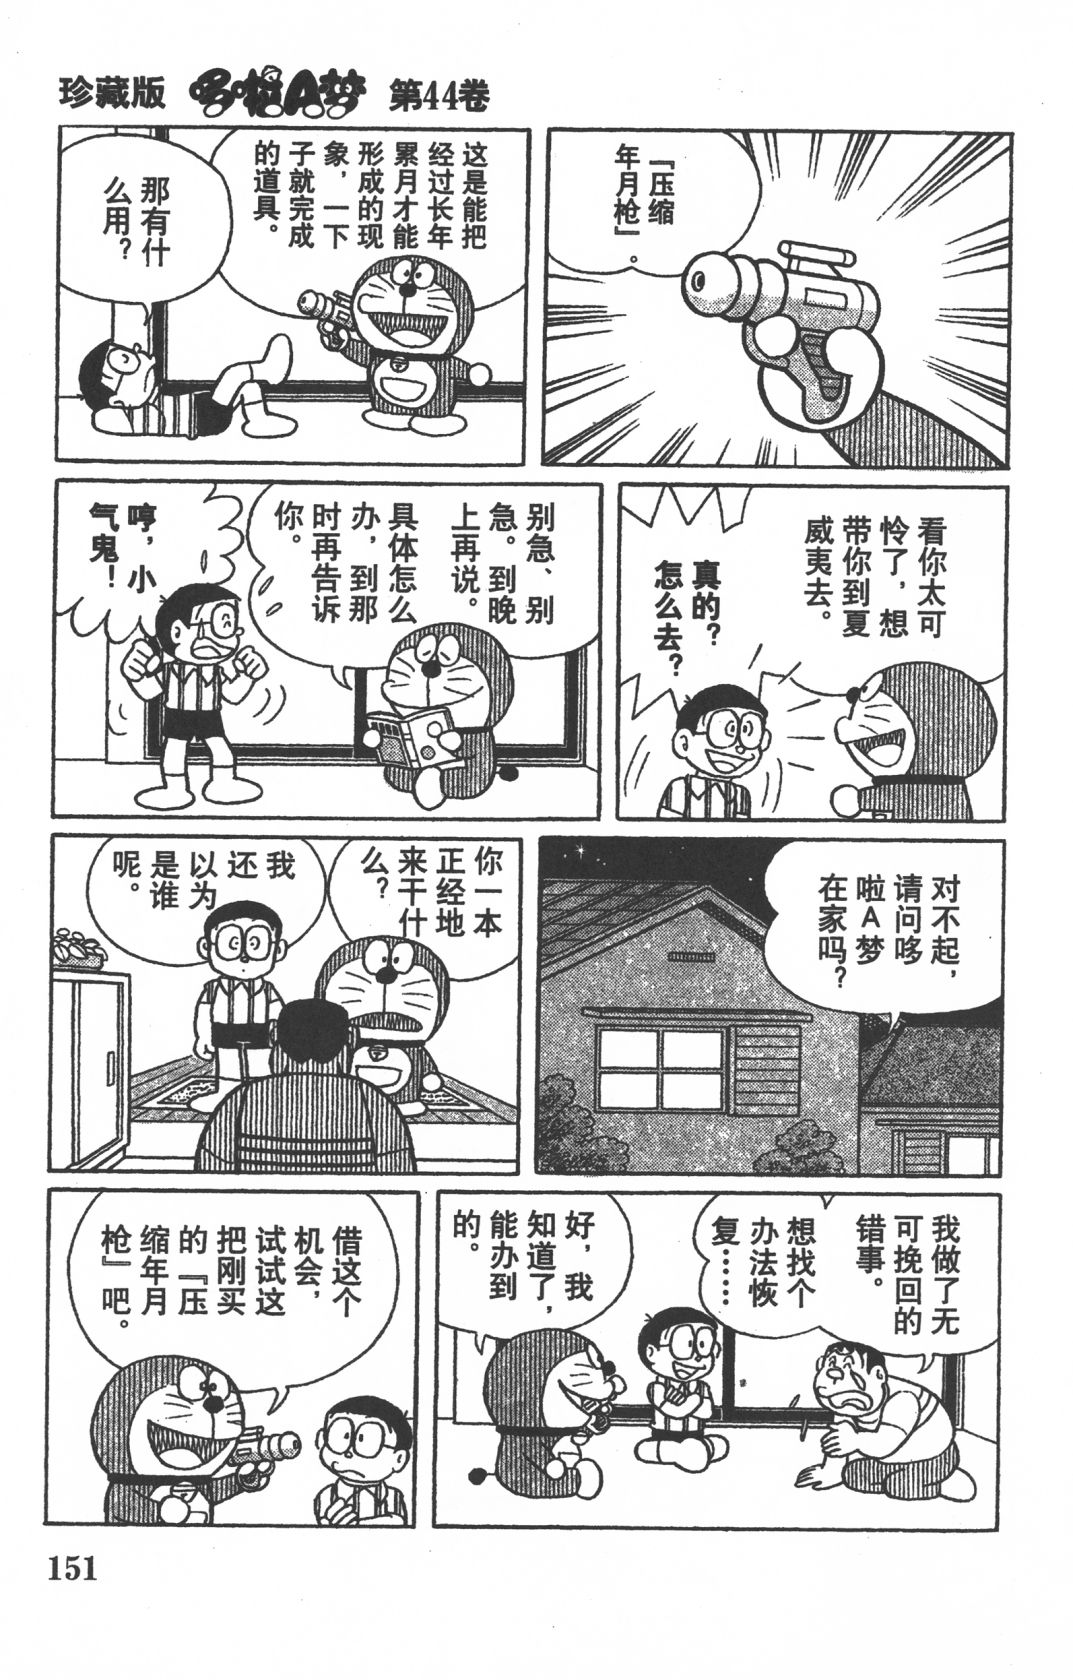 珍藏版 哆啦A梦 第44卷
『压缩
年月枪』。
这是能把
经过长年
累月才能
形成的现
象，一下
子就完成
的道具。
那有什
么用？
看你太可
怜了，想
带你到夏
威夷去。
真的？
怎么去？
别急、别
急。到晚
上再说。
具体怎么
办，到那
时再告诉
你。
哼，小
气鬼！
对不起，
请问哆
啦A梦
在家吗？
你一本
正经地
来干什
么？
我
还
以为
是谁
呢。
我做了无
可挽回的
错事。
想找个
办法恢
复……
好，我
知道了，
能办到
的。
借这个
机会，
试试这
把刚买
的『压
缩年月
枪』吧。
151